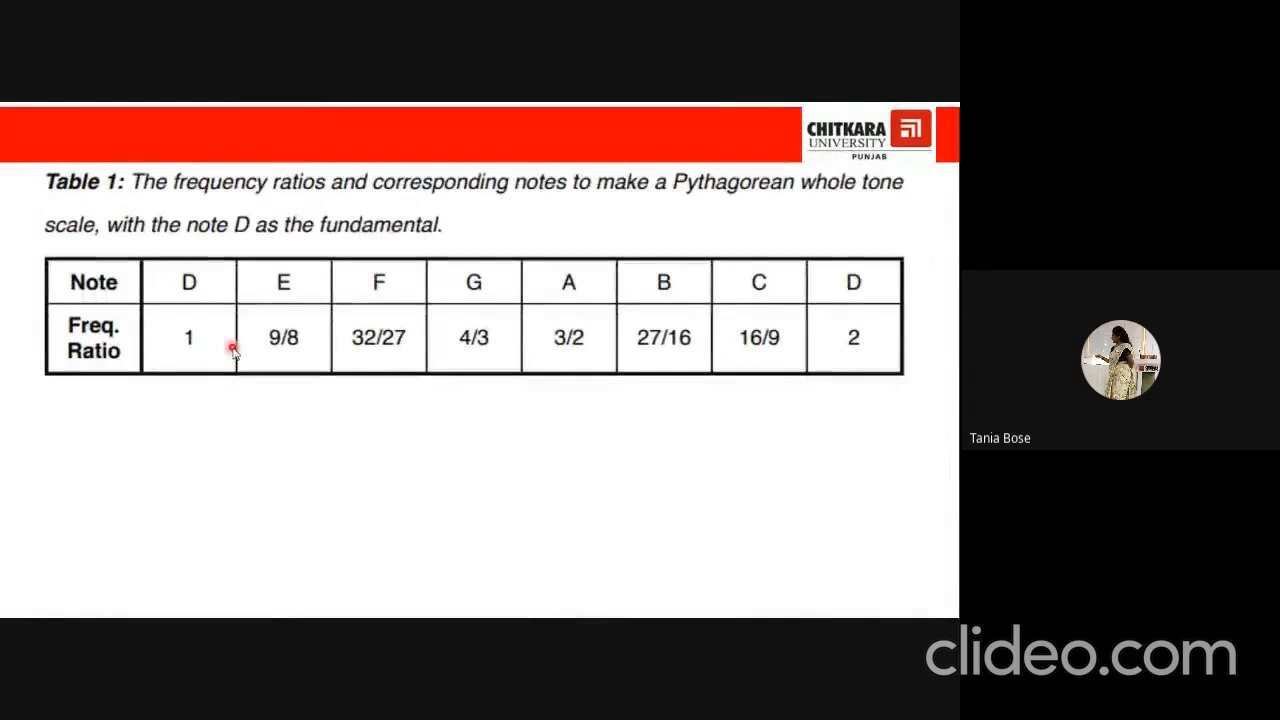 CHITKARA
UNIVERSITY
PUNJAB
Table 1: The frequency ratios and corresponding notes to make a Pythagorean whole tone
scale, with the note D as the fundamental.
Note D E F G A B C D
Freq. Ratio 1 9/8 32/27 4/3 3/2 27/16 16/9 2
Tania Bose
clideo.com